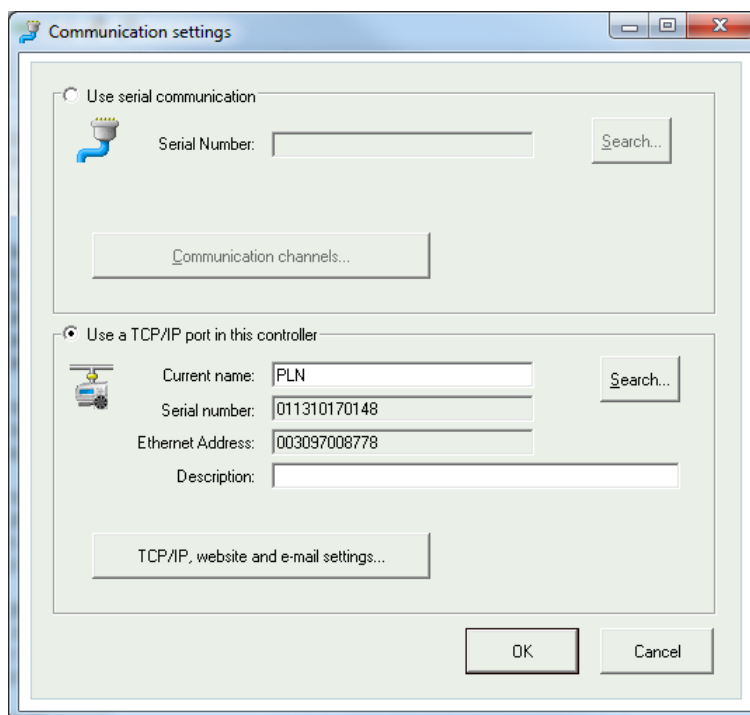 Communication settings
Use serial communication
Serial Number:
Search...
Communication channels...
Use a TCP/IP port in this controller
Current name: PLN
Search...
Serial number: 011310170148
Ethernet Address: 003097008778
Description:
TCP/IP, website and e-mail settings...
OK Cancel